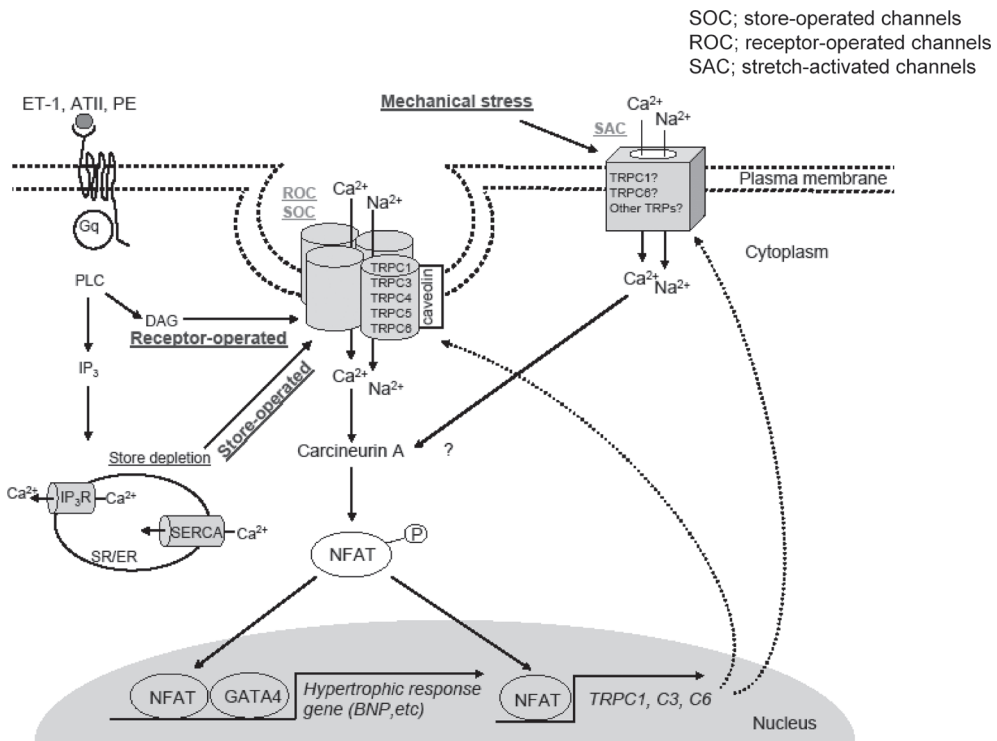 SOC; store-operated channels
ROC; receptor-operated channels
SAC; stretch-activated channels
ET-1, ATII, PE
Mechanical stress
Ca²⁺
Na²⁺
SAC
TRPC1?
TRPC6?
Other TRPs?
Plasma membrane
ROC
SOC
Ca²⁺
Na²⁺
Gq
Cytoplasm
TRPC1
TRPC3
TRPC4
TRPC5
TRPC6
caveolin
Ca²⁺
Na²⁺
PLC
DAG
Receptor-operated
IP₃
Ca²⁺
Na²⁺
Store-operated
Store depletion
Carcineurin A
?
Ca²⁺
IP₃R
Ca²⁺
SERCA
Ca²⁺
SR/ER
NFAT
P
NFAT
GATA4
Hypertrophic response
gene (BNP,etc)
NFAT
TRPC1, C3, C6
Nucleus